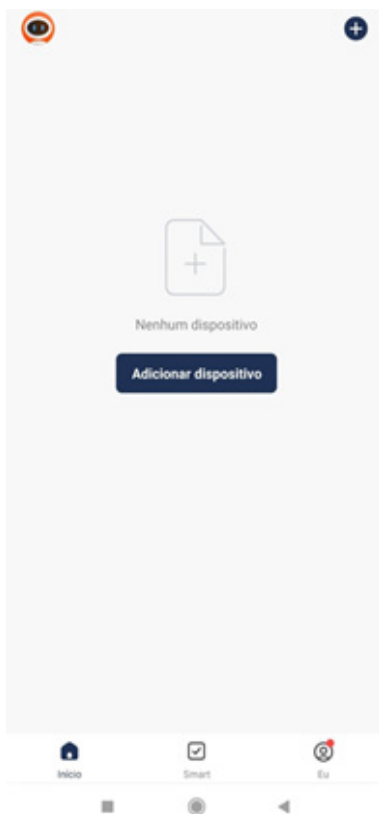 Nenhum dispositivo
Adicionar dispositivo
Início
Smart
Eu